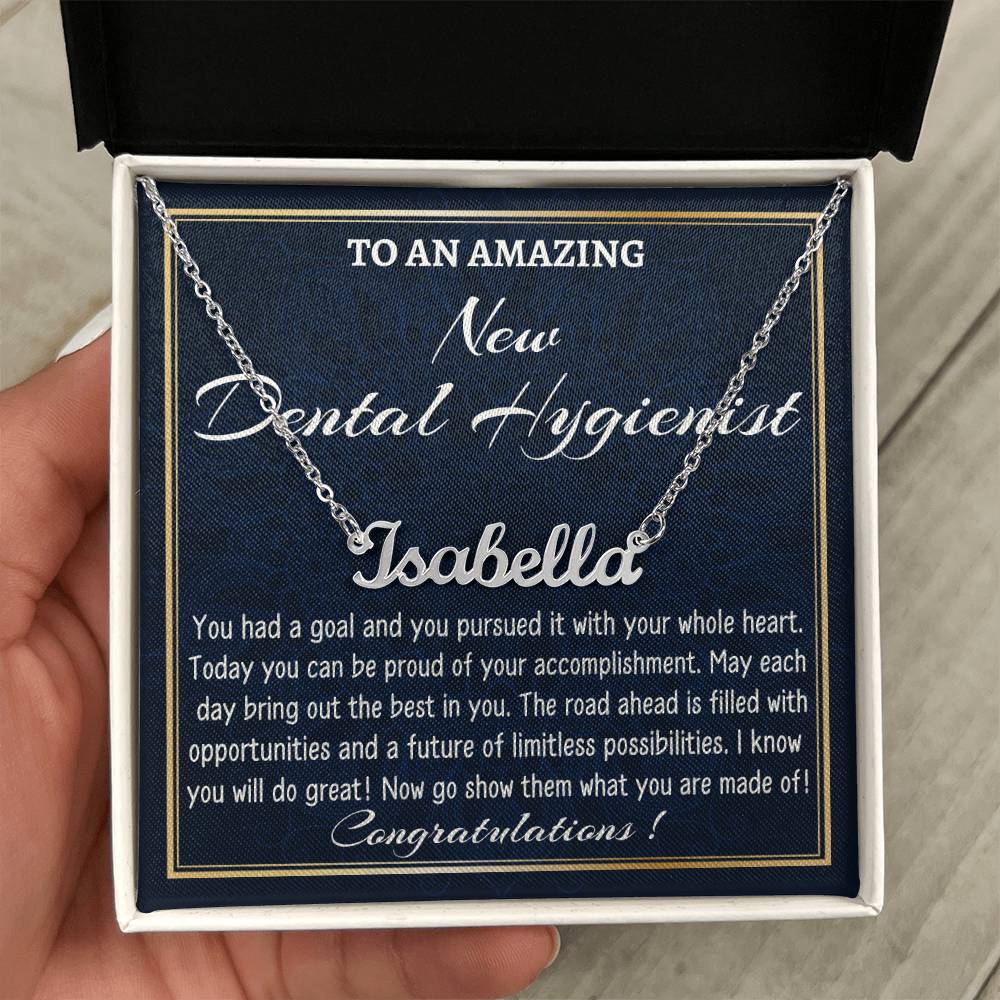 TO AN AMAZING
New
Dental Hygienist
Isabella
You had a goal and you pursued it with your whole heart.
Today you can be proud of your accomplishment. May each
day bring out the best in you. The road ahead is filled with
opportunities and a future of limitless possibilities. I know
you will do great! Now go show them what you are made of!
Congratulations !